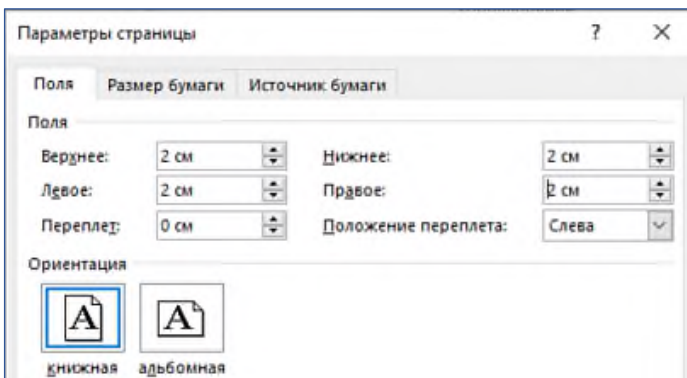 Параметры страницы ? ×
Поля Размер бумаги Источник бумаги
Поля
Верхнее: 2 см Нижнее: 2 см
Левое: 2 см Правое: 2 см
Переплет: 0 см Положение переплета: Слева
Ориентация
A A
книжная альбомная